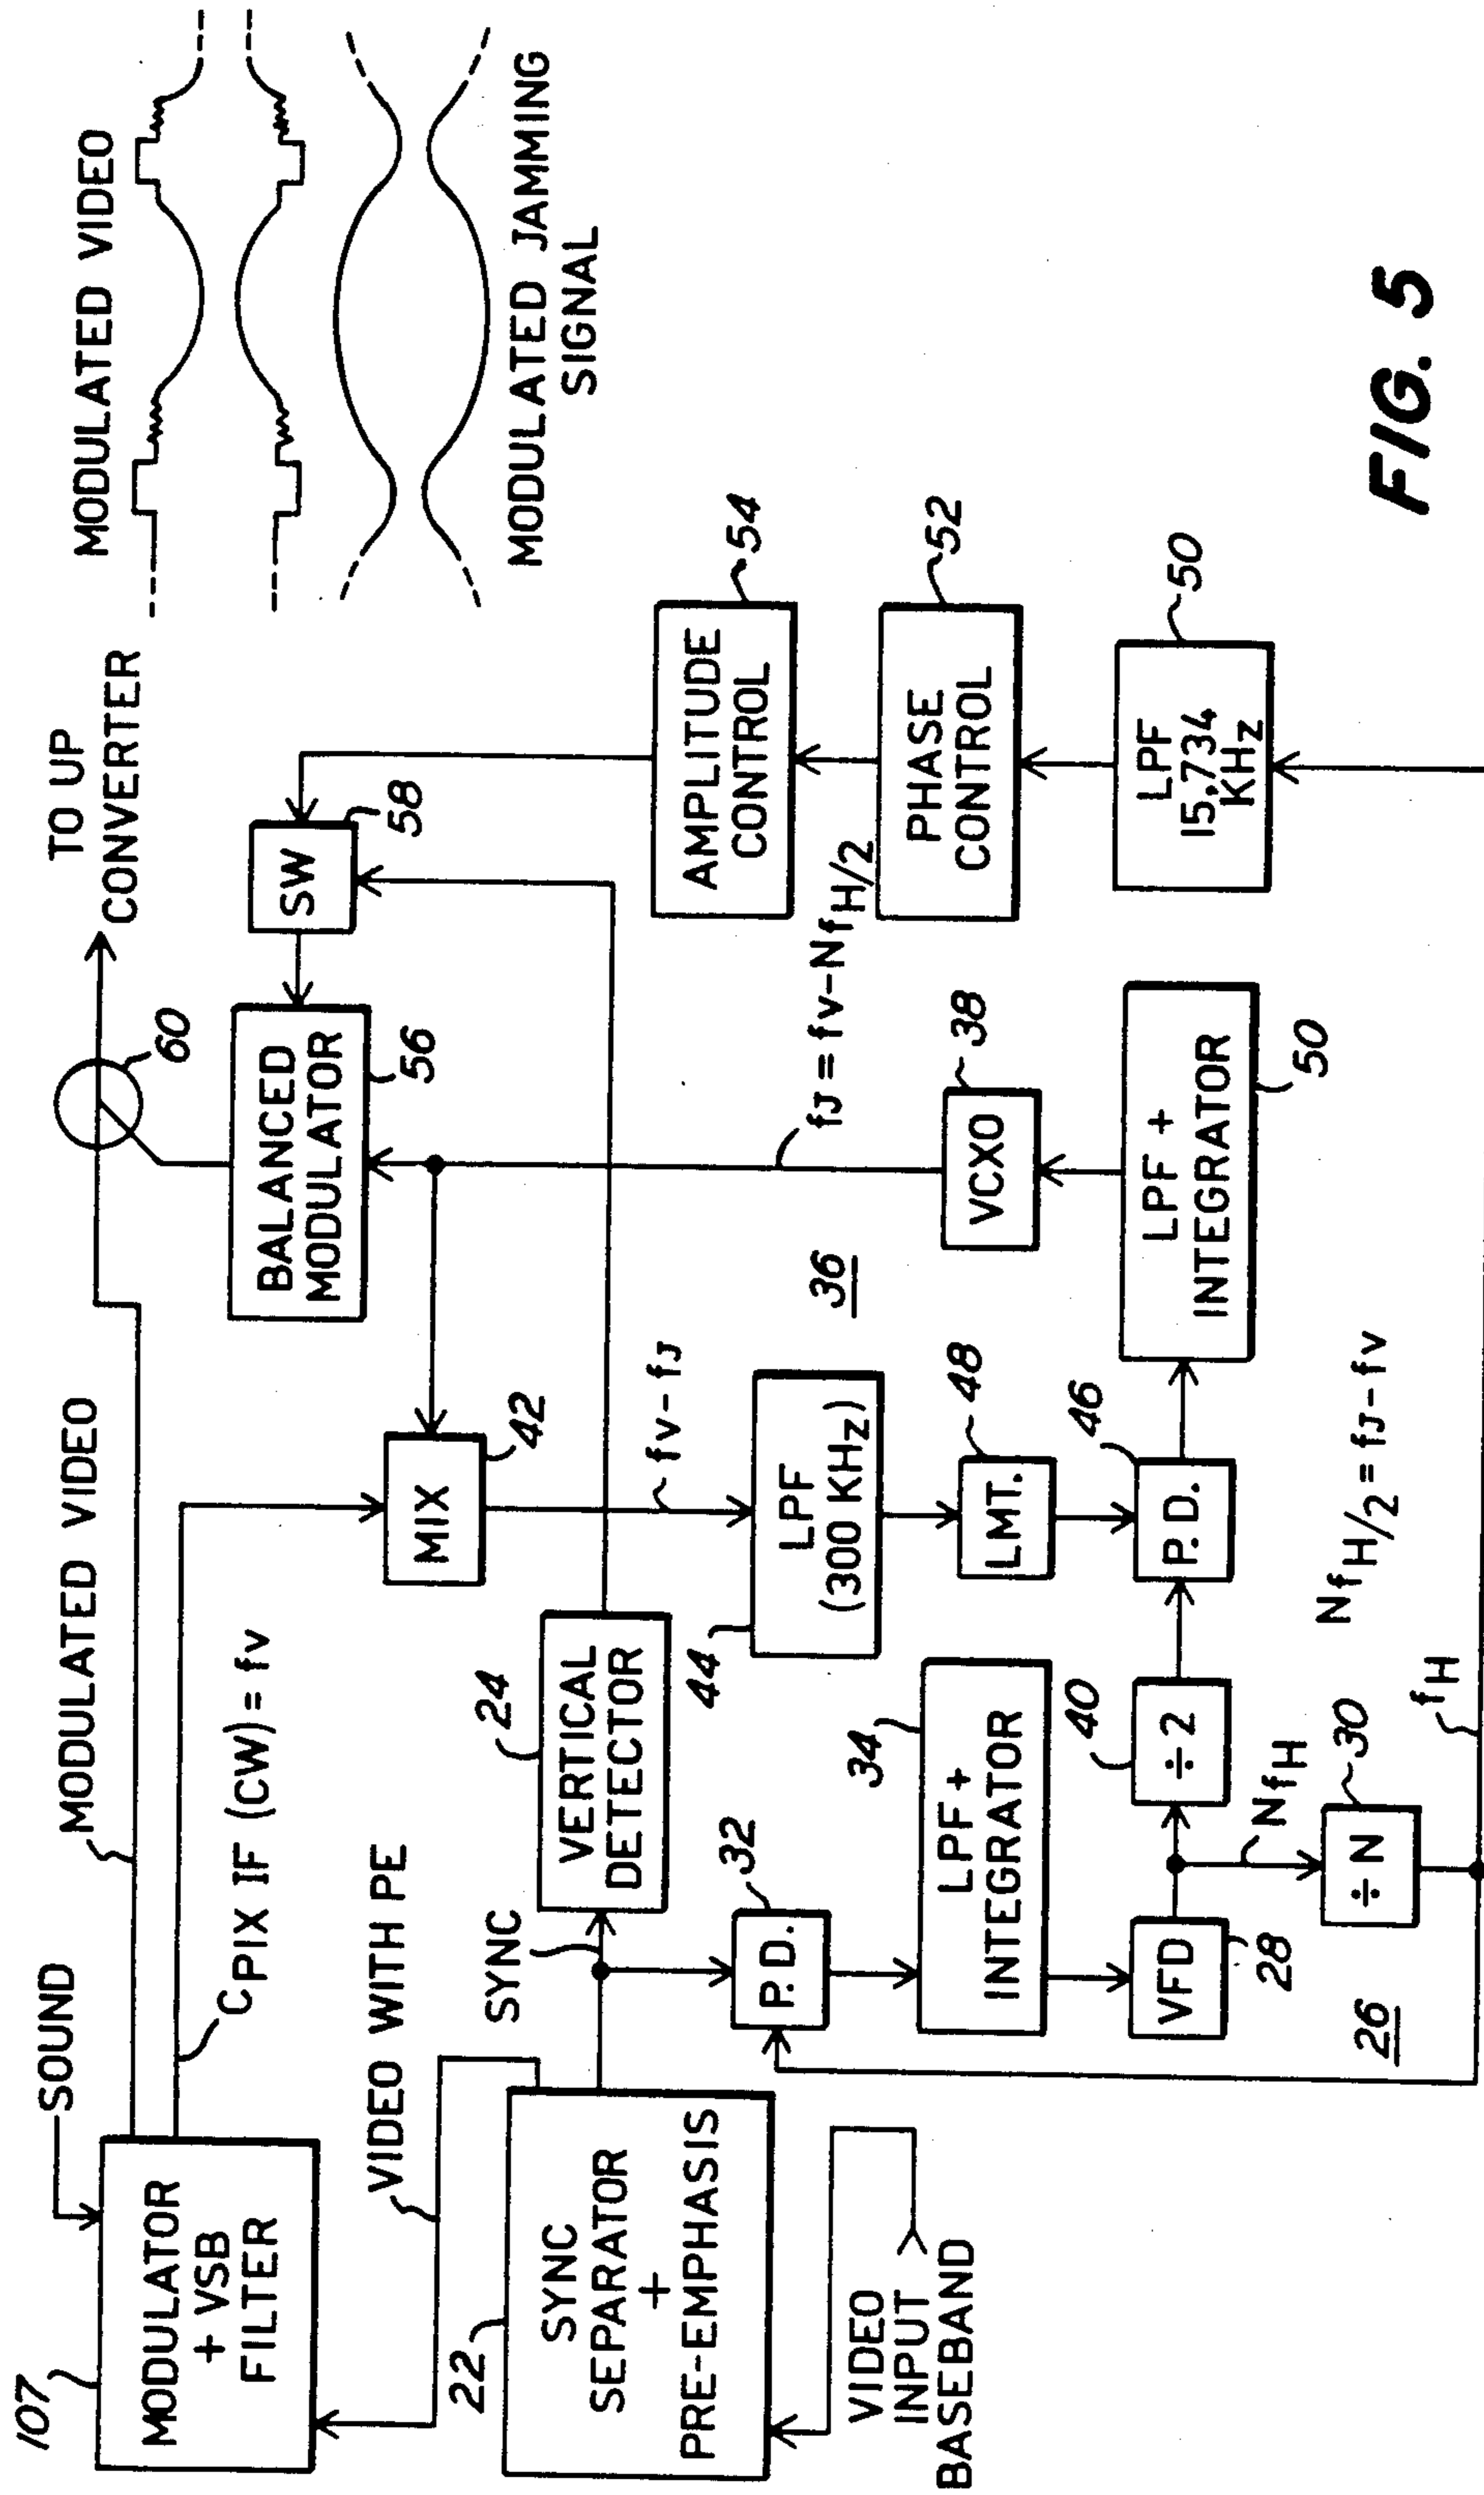 107
SOUND
MODULATOR
+ VSB
FILTER
MODULATED VIDEO
CPIX IF (CW) = fv
VIDEO WITH PE
22
SYNC
SEPARATOR
+
PRE-EMPHASIS
VIDEO
INPUT
BASEBAND
SYNC
24
VERTICAL
DETECTOR
32
P.D.
34
LPF +
INTEGRATOR
VFD
28
26
÷2
40
NfH
÷ N
30
fH
MIX
42
fv-fJ
44
LPF
(300 KHz)
LMT.
48
P.D.
46
NfH/2 = fJ-fv
LPF +
INTEGRATOR
50
VCXO
38
36
fJ = fv-NfH/2
BALANCED
MODULATOR
56
60
TO UP
CONVERTER
SW
58
AMPLITUDE
CONTROL
54
PHASE
CONTROL
52
LPF
15,734
KHz
50
MODULATED VIDEO
MODULATED JAMMING
SIGNAL
FIG. 5